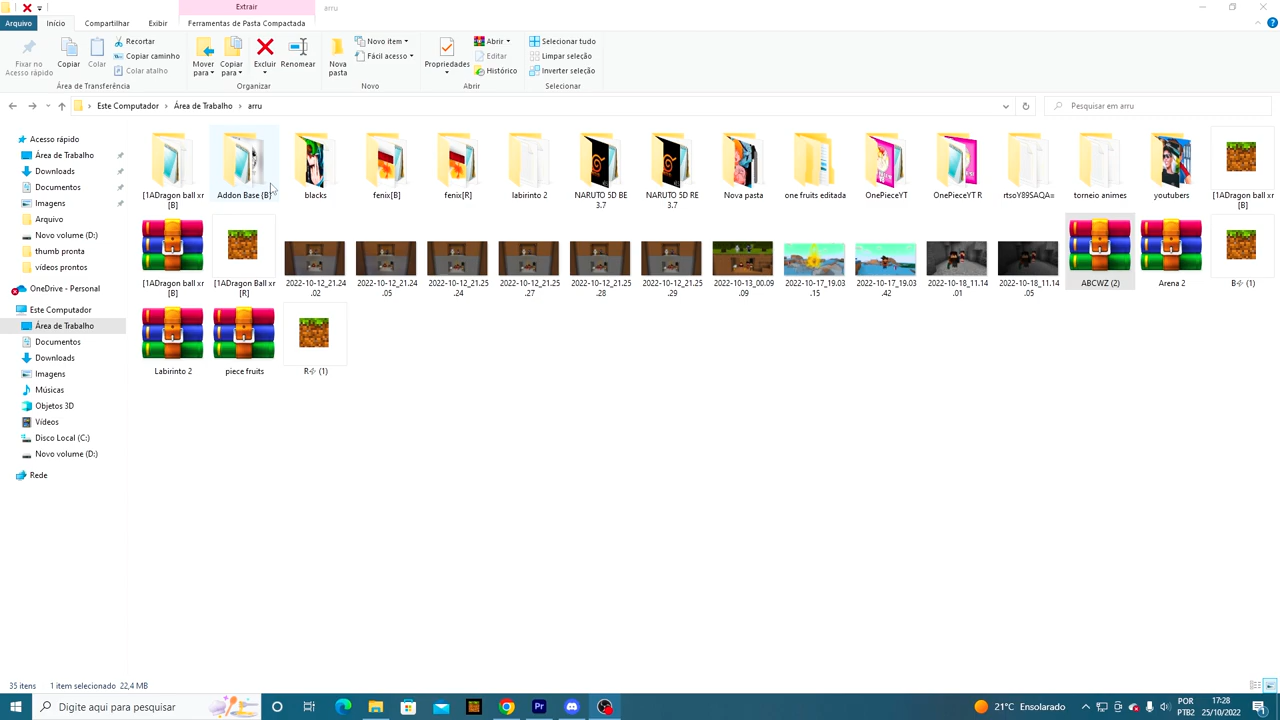 Extrair
arru
Arquivo
Início
Compartilhar
Exibir
Ferramentas de Pasta Compactada
Fixar no
Acesso rápido
Copiar
Colar
Recortar
Copiar caminho
Colar atalho
Área de Transferência
Mover
para
Copiar
para
Excluir
Renomear
Organizar
Nova
pasta
Novo item
Fácil acesso
Novo
Propriedades
Abrir
Editar
Histórico
Abrir
Selecionar tudo
Limpar seleção
Inverter seleção
Selecionar
Este Computador
Área de Trabalho
arru
Pesquisar em arru
Acesso rápido
Área de Trabalho
Downloads
Documentos
Imagens
Arquivo
Novo volume (D:)
thumb pronta
vídeos prontos
OneDrive - Personal
Este Computador
Área de Trabalho
Documentos
Downloads
Imagens
Músicas
Objetos 3D
Vídeos
Disco Local (C:)
Novo volume (D:)
Rede
[1ADragon ball xr
[B]
Addon Base (B)
blacks
fenix[B]
fenix[R]
labirinto 2
NARUTO 5D BE
3.7
NARUTO 5D RE
3.7
Nova pasta
one fruits editada
OnePieceYT
OnePieceYT R
torneio animes
youtubers
[1ADragon ball xr
[B]
[1ADragon ball xr
[B]
[1ADragon Ball xr
[R]
2022-10-12_21.24
.02
2022-10-12_21.24
.05
2022-10-12_21.25
.24
2022-10-12_21.25
.27
2022-10-12_21.25
.28
2022-10-12_21.25
.29
2022-10-13_00.09
.09
2022-10-17_19.03
.15
2022-10-17_19.03
.42
2022-10-18_11.14
.01
2022-10-18_11.14
.05
ABCWZ (2)
Arena 2
Labirinto 2
piece fruits
35 itens
1 item selecionado
22,4 MB
Digite aqui para pesquisar
Pr
21°C
Ensolarado
POR
PTB2
17:28
25/10/2022